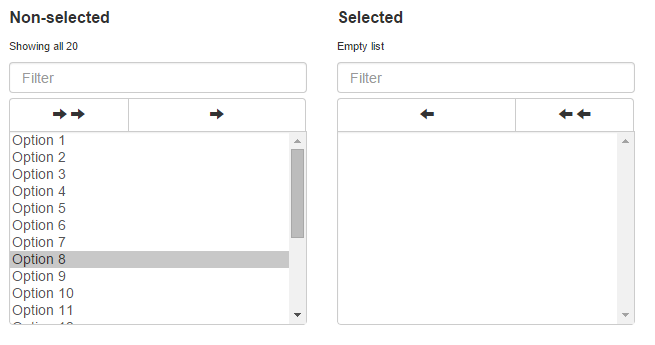 Non-selected
Showing all 20
Filter
Option 1
Option 2
Option 3
Option 4
Option 5
Option 6
Option 7
Option 8
Option 9
Option 10
Option 11
Selected
Empty list
Filter